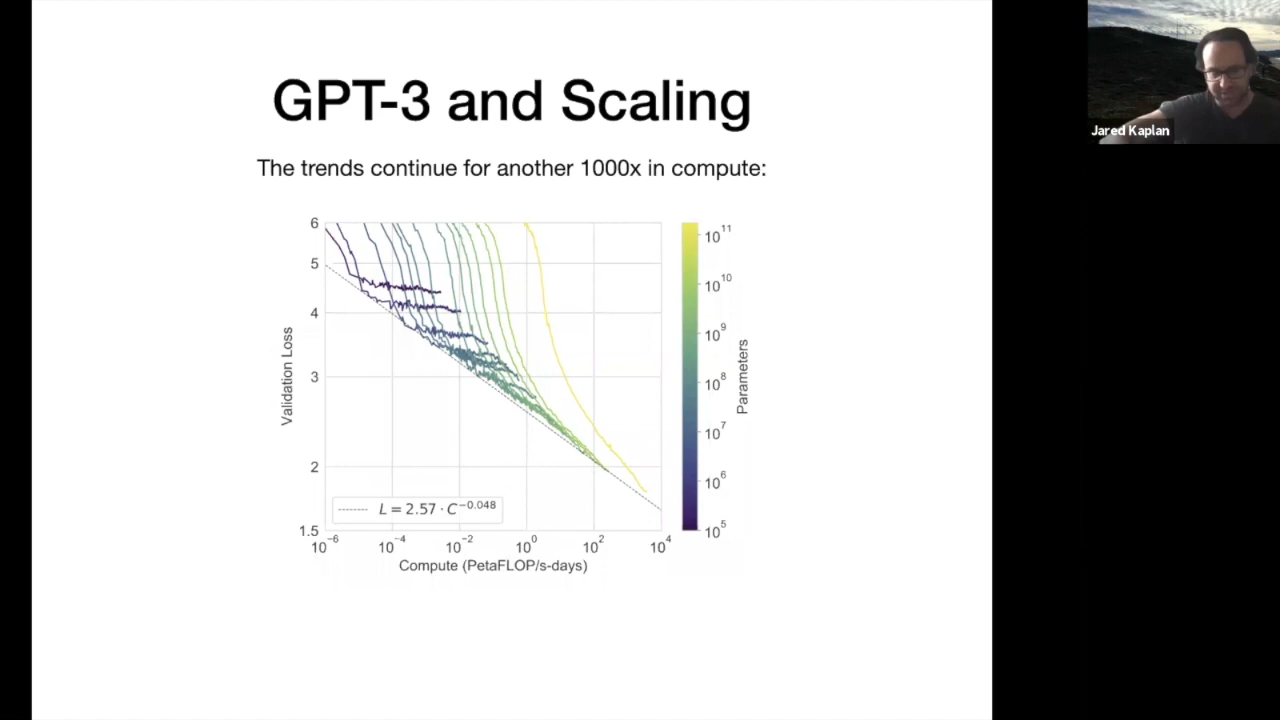 GPT-3 and Scaling
The trends continue for another 1000x in compute:
Jared Kaplan
6
5
4
3
2
1.5
Validation Loss
L = 2.57 · C^−0.048
10^−6 10^−4 10^−2 10^0 10^2 10^4
Compute (PetaFLOP/s-days)
10^11
10^10
10^9
10^8
10^7
10^6
10^5
Parameters